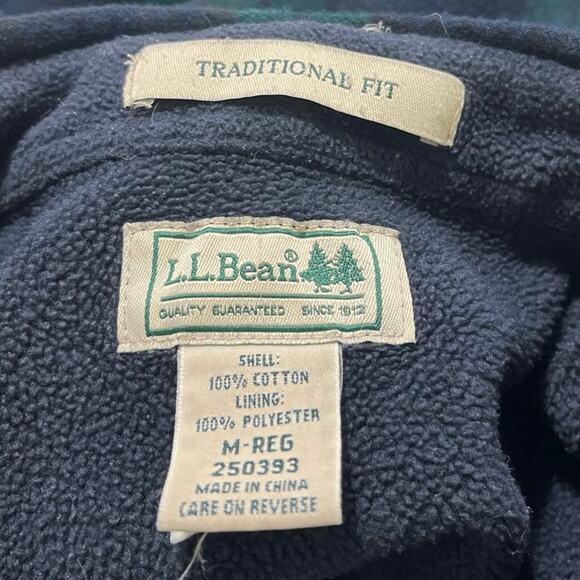 TRADITIONAL FIT
L.L.Bean®
QUALITY GUARANTEED SINCE 1912
SHELL:
100% COTTON
LINING:
100% POLYESTER
M-REG
250393
MADE IN CHINA
CARE ON REVERSE